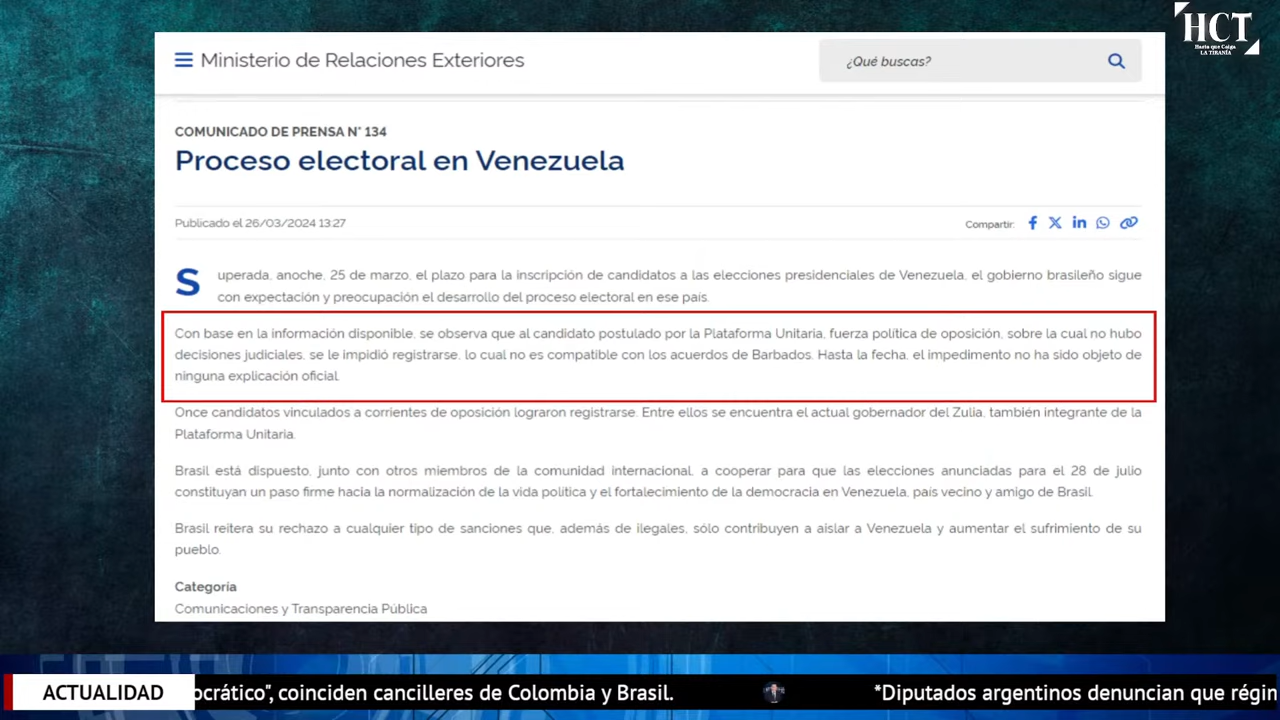 HCT
Hasta que Caiga
LA TIRANÍA
Ministerio de Relaciones Exteriores
¿Qué buscas?
COMUNICADO DE PRENSA N° 134
Proceso electoral en Venezuela
Publicado el 26/03/2024 13:27
Compartir:
Superada, anoche, 25 de marzo, el plazo para la inscripción de candidatos a las elecciones presidenciales de Venezuela, el gobierno brasileño sigue
con expectación y preocupación el desarrollo del proceso electoral en ese país.
Con base en la información disponible, se observa que al candidato postulado por la Plataforma Unitaria, fuerza política de oposición, sobre la cual no hubo
decisiones judiciales, se le impidió registrarse, lo cual no es compatible con los acuerdos de Barbados. Hasta la fecha, el impedimento no ha sido objeto de
ninguna explicación oficial.
Once candidatos vinculados a corrientes de oposición lograron registrarse. Entre ellos se encuentra el actual gobernador del Zulia, también integrante de la
Plataforma Unitaria.
Brasil está dispuesto, junto con otros miembros de la comunidad internacional, a cooperar para que las elecciones anunciadas para el 28 de julio
constituyan un paso firme hacia la normalización de la vida política y el fortalecimiento de la democracia en Venezuela, país vecino y amigo de Brasil.
Brasil reitera su rechazo a cualquier tipo de sanciones que, además de ilegales, sólo contribuyen a aislar a Venezuela y aumentar el sufrimiento de su
pueblo.
Categoría
Comunicaciones y Transparencia Pública
ACTUALIDAD
ocrático", coinciden cancilleres de Colombia y Brasil. *Diputados argentinos denuncian que régin